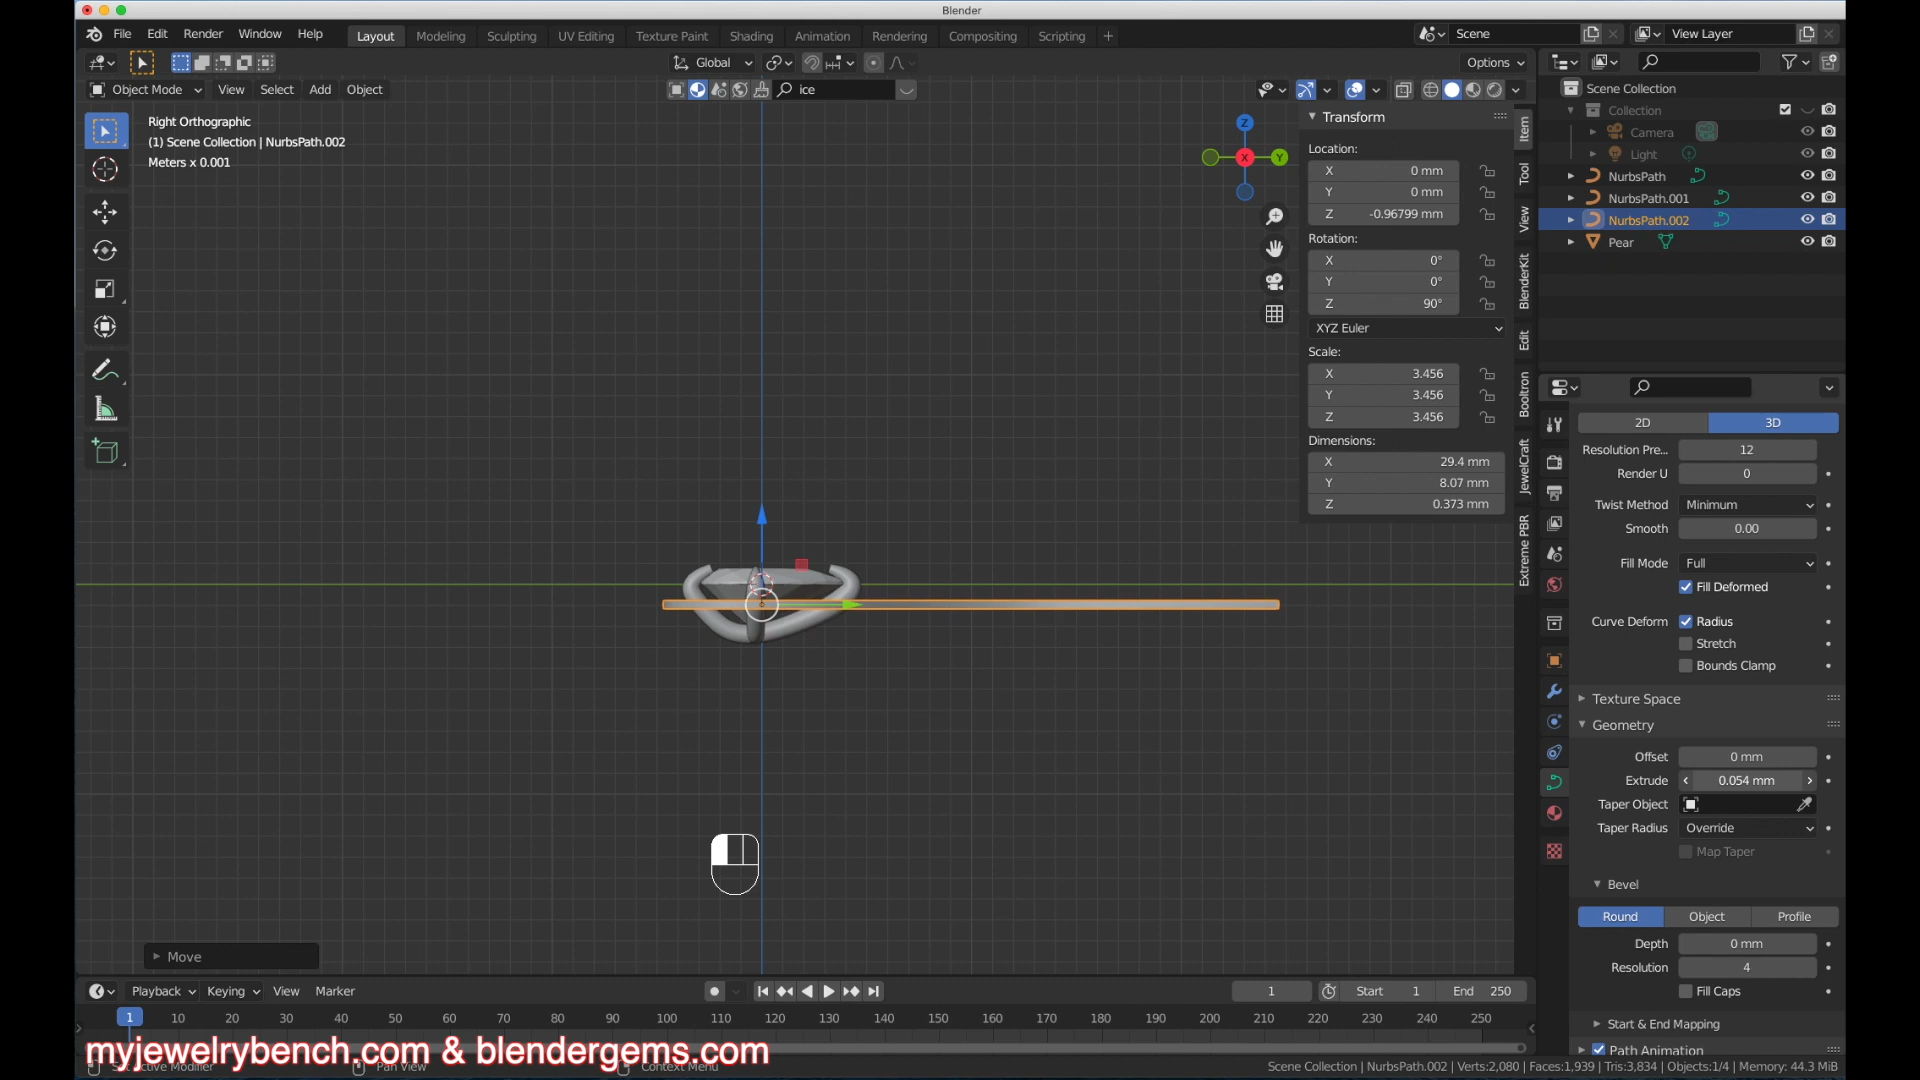 Blender
File Edit Render Window Help Layout Modeling Sculpting UV Editing Texture Paint Shading Animation Rendering Compositing Scripting + Scene View Layer
Global Options
Object Mode View Select Add Object ice
Right Orthographic
(1) Scene Collection | NurbsPath.002
Meters x 0.001
Z
X
Y
Transform
Location:
X 0 mm
Y 0 mm
Z -0.96799 mm
Rotation:
X 0°
Y 0°
Z 90°
XYZ Euler
Scale:
X 3.456
Y 3.456
Z 3.456
Dimensions:
X 29.4 mm
Y 8.07 mm
Z 0.373 mm
Item
Tool
View
BlenderKit
Edit
Booltron
JewelCraft
Extreme PBR
Scene Collection
Collection
Camera
Light
NurbsPath
NurbsPath.001
NurbsPath.002
Pear
2D 3D
Resolution Pre... 12
Render U 0
Twist Method Minimum
Smooth 0.00
Fill Mode Full
Fill Deformed
Curve Deform Radius
Stretch
Bounds Clamp
Texture Space
Geometry
Offset 0 mm
Extrude 0.054 mm
Taper Object
Taper Radius Override
Map Taper
Bevel
Round Object Profile
Depth 0 mm
Resolution 4
Fill Caps
Start & End Mapping
Path Animation
Move
Playback Keying View Marker 1 Start 1 End 250
1 10 20 30 40 50 60 70 80 90 100 110 120 130 140 150 160 170 180 190 200 210 220 230 240 250
myjewelrybench.com & blendergems.com
Set Active Modifier Pan View Context Menu Scene Collection | NurbsPath.002 | Verts:2,080 | Faces:1,939 | Tris:3,834 | Objects:1/4 | Memory: 44.3 MiB